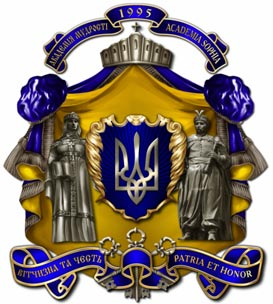 1995
АКАДЕМІЯ МУДРОСТІ
ACADEMIA SOPHIA
ВІТЧИЗНА ТА ЧЕСТЬ
PATRIA ET HONOR